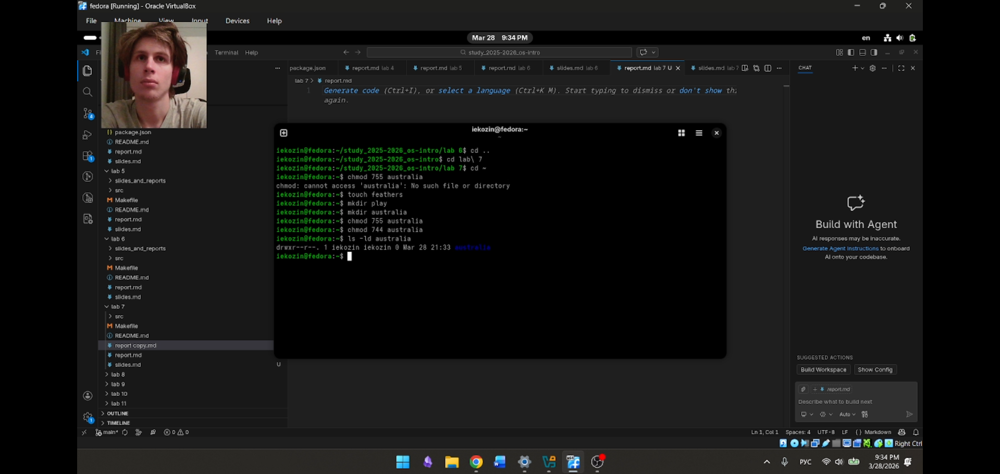 fedora [Running] - Oracle VirtualBox
File Machine View Input Devices Help
Mar 28 9:34 PM
en
Terminal Help
study_2025-2026_os-intro
package.json
report.md lab 4
report.md lab 5
report.md lab 6
slides.md lab 6
report.md lab 7 U
slides.md lab 7
CHAT
lab 7 > report.md
1
Generate code (Ctrl+I), or select a language (Ctrl+K M). Start typing to dismiss or don't show thi
again.
package.json
README.md
report.md
slides.md
lab 5
slides_and_reports
src
Makefile
README.md
report.md
slides.md
lab 6
slides_and_reports
src
Makefile
README.md
report.md
slides.md
lab 7
src
Makefile
README.md
report copy.md
report.md
slides.md
U
lab 8
lab 9
lab 10
lab 11
OUTLINE
TIMELINE
iekozin@fedora:~
~
iekozin@fedora:~/study_2025-2026_os-intro/lab 6$ cd ..
iekozin@fedora:~/study_2025-2026_os-intro$ cd lab\ 7
iekozin@fedora:~/study_2025-2026_os-intro/lab 7$ cd ~
iekozin@fedora:~$ chmod 755 australia
chmod: cannot access 'australia': No such file or directory
iekozin@fedora:~$ touch feathers
iekozin@fedora:~$ mkdir play
iekozin@fedora:~$ mkdir australia
iekozin@fedora:~$ chmod 755 australia
iekozin@fedora:~$ chmod 744 australia
iekozin@fedora:~$ ls -ld australia
drwxr--r--. 1 iekozin iekozin 0 Mar 28 21:33 australia
iekozin@fedora:~$
Build with Agent
AI responses may be inaccurate.
Generate Agent Instructions to onboard
AI onto your codebase.
SUGGESTED ACTIONS
Build Workspace
Show Config
report.md
Describe what to build next
Auto
main*
0 0
Ln 1, Col 1 Spaces: 4 UTF-8 LF { } Markdown
Right Ctrl
РУС
9:34 PM
3/28/2026